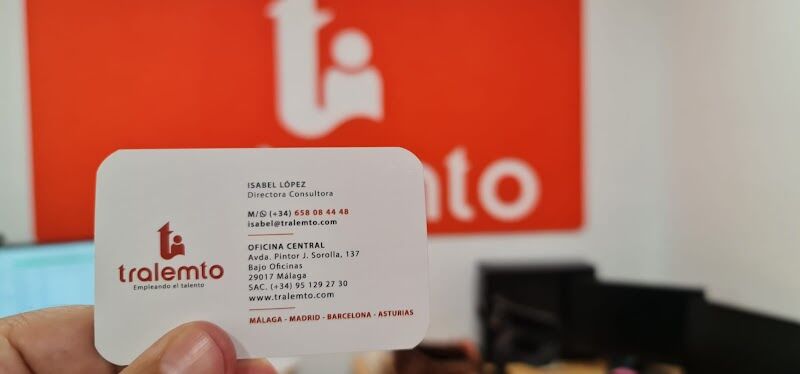 mto
ISABEL LÓPEZ
Directora Consultora
M/ (+34) 658 08 44 48
isabel@tralemto.com
OFICINA CENTRAL
Avda. Pintor J. Sorolla, 137
Bajo Oficinas
29017 Málaga
SAC. (+34) 95 129 27 30
www.tralemto.com
MÁLAGA - MADRID - BARCELONA - ASTURIAS
tralemto
Empleando el talento